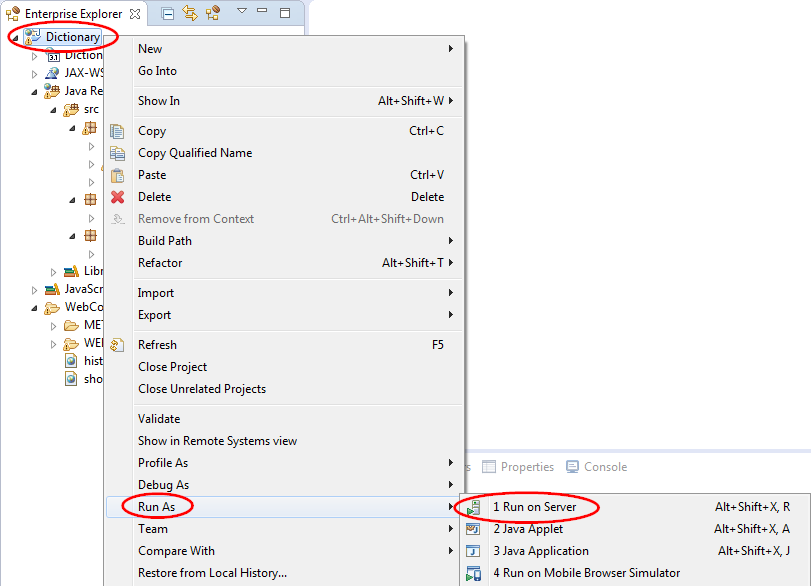 Enterprise Explorer
Dictionary
Diction
JAX-WS
Java Re
src
Libr
JavaScr
WebCo
ME
WE
hist
sho
New
Go Into
Show In Alt+Shift+W
Copy Ctrl+C
Copy Qualified Name
Paste Ctrl+V
Delete Delete
Remove from Context Ctrl+Alt+Shift+Down
Build Path
Refactor Alt+Shift+T
Import
Export
Refresh F5
Close Project
Close Unrelated Projects
Validate
Show in Remote Systems view
Profile As
Debug As
Run As
Team
Compare With
Restore from Local History...
s Properties Console
1 Run on Server Alt+Shift+X, R
2 Java Applet Alt+Shift+X, A
3 Java Application Alt+Shift+X, J
4 Run on Mobile Browser Simulator